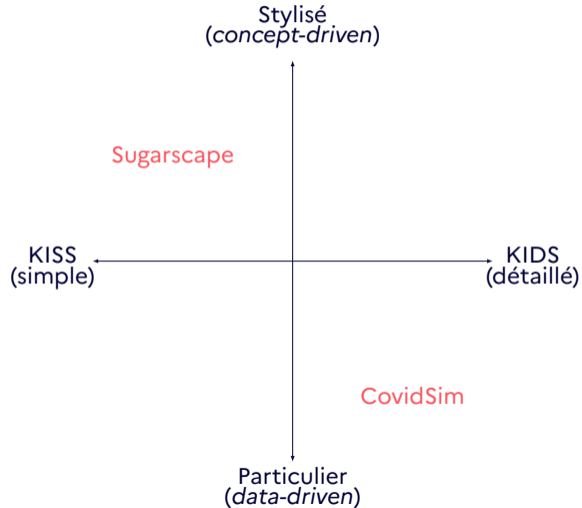 Stylisé
(concept-driven)
Sugarscape
KISS
(simple)
KIDS
(détaillé)
CovidSim
Particulier
(data-driven)